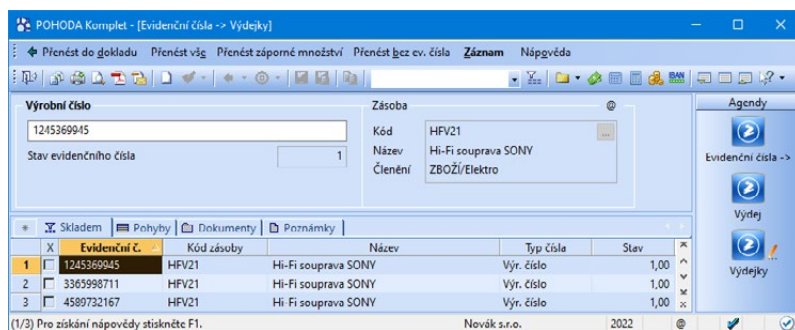 POHODA Komplet - [Evidenční čísla -> Výdejky]
Přenést do dokladu Přenést vše Přenést záporné množství Přenést bez ev. čísla Záznam Nápověda
IBAN
Výrobní číslo Zásoba @ Agendy
1245369945 Kód HFV21 ...
Stav evidenčního čísla 1 Název Hi-Fi souprava SONY Evidenční čísla ->
Členění ZBOŽÍ/Elektro
Výdej
* Skladem Pohyby Dokumenty Poznámky
X Evidenční č. Kód zásoby Název Typ čísla Stav
1 1245369945 HFV21 Hi-Fi souprava SONY Výr. číslo 1,00
Výdejky
2 3365998711 HFV21 Hi-Fi souprava SONY Výr. číslo 1,00
3 4589732167 HFV21 Hi-Fi souprava SONY Výr. číslo 1,00
(1/3) Pro získání nápovědy stiskněte F1. Novák s.r.o. 2022 @